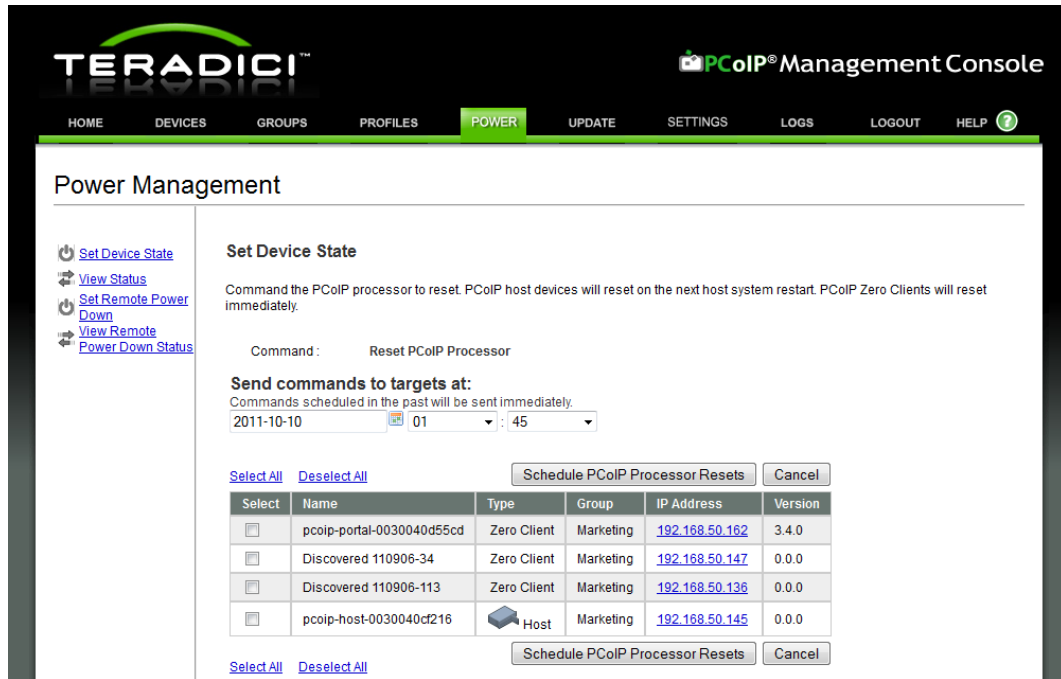 TERADICI™
PCoIP® Management Console
HOME DEVICES GROUPS PROFILES POWER UPDATE SETTINGS LOGS LOGOUT HELP ?
Power Management
Set Device State
View Status
Set Remote Power
Down
View Remote
Power Down Status
Set Device State
Command the PCoIP processor to reset. PCoIP host devices will reset on the next host system restart. PCoIP Zero Clients will reset
immediately.
Command : Reset PCoIP Processor
Send commands to targets at:
Commands scheduled in the past will be sent immediately.
2011-10-10 01 : 45
Select All Deselect All Schedule PCoIP Processor Resets Cancel
Select Name Type Group IP Address Version
pcoip-portal-0030040d55cd Zero Client Marketing 192.168.50.162 3.4.0
Discovered 110906-34 Zero Client Marketing 192.168.50.147 0.0.0
Discovered 110906-113 Zero Client Marketing 192.168.50.136 0.0.0
pcoip-host-0030040cf216 Host Marketing 192.168.50.145 0.0.0
Select All Deselect All Schedule PCoIP Processor Resets Cancel